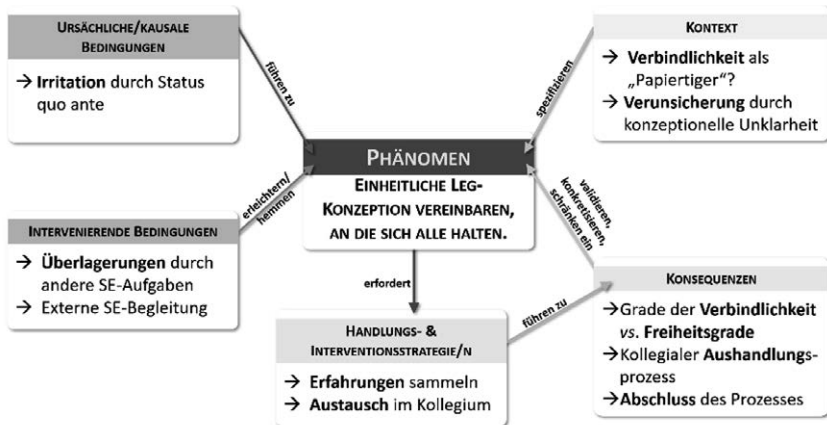 URSÄCHLICHE/KAUSALE
BEDINGUNGEN
→ Irritation durch Status
quo ante
führen zu
KONTEXT
→ Verbindlichkeit als
„Papiertiger“?
→ Verunsicherung durch
konzeptionelle Unklarheit
spezifizieren
PHÄNOMEN
EINHEITLICHE LEG-
KONZEPTION VEREINBAREN,
AN DIE SICH ALLE HALTEN.
INTERVENIERENDE BEDINGUNGEN
→ Überlagerungen durch
andere SE-Aufgaben
→ Externe SE-Begleitung
erleichtern/
hemmen
erfordert
HANDLUNGS- &
INTERVENTIONSSTRATEGIE/N
→ Erfahrungen sammeln
→ Austausch im Kollegium
führen zu
validieren,
konkretisieren,
schränken ein
KONSEQUENZEN
→Grade der Verbindlichkeit
vs. Freiheitsgrade
→Kollegialer Aushandlungs-
prozess
→Abschluss des Prozesses